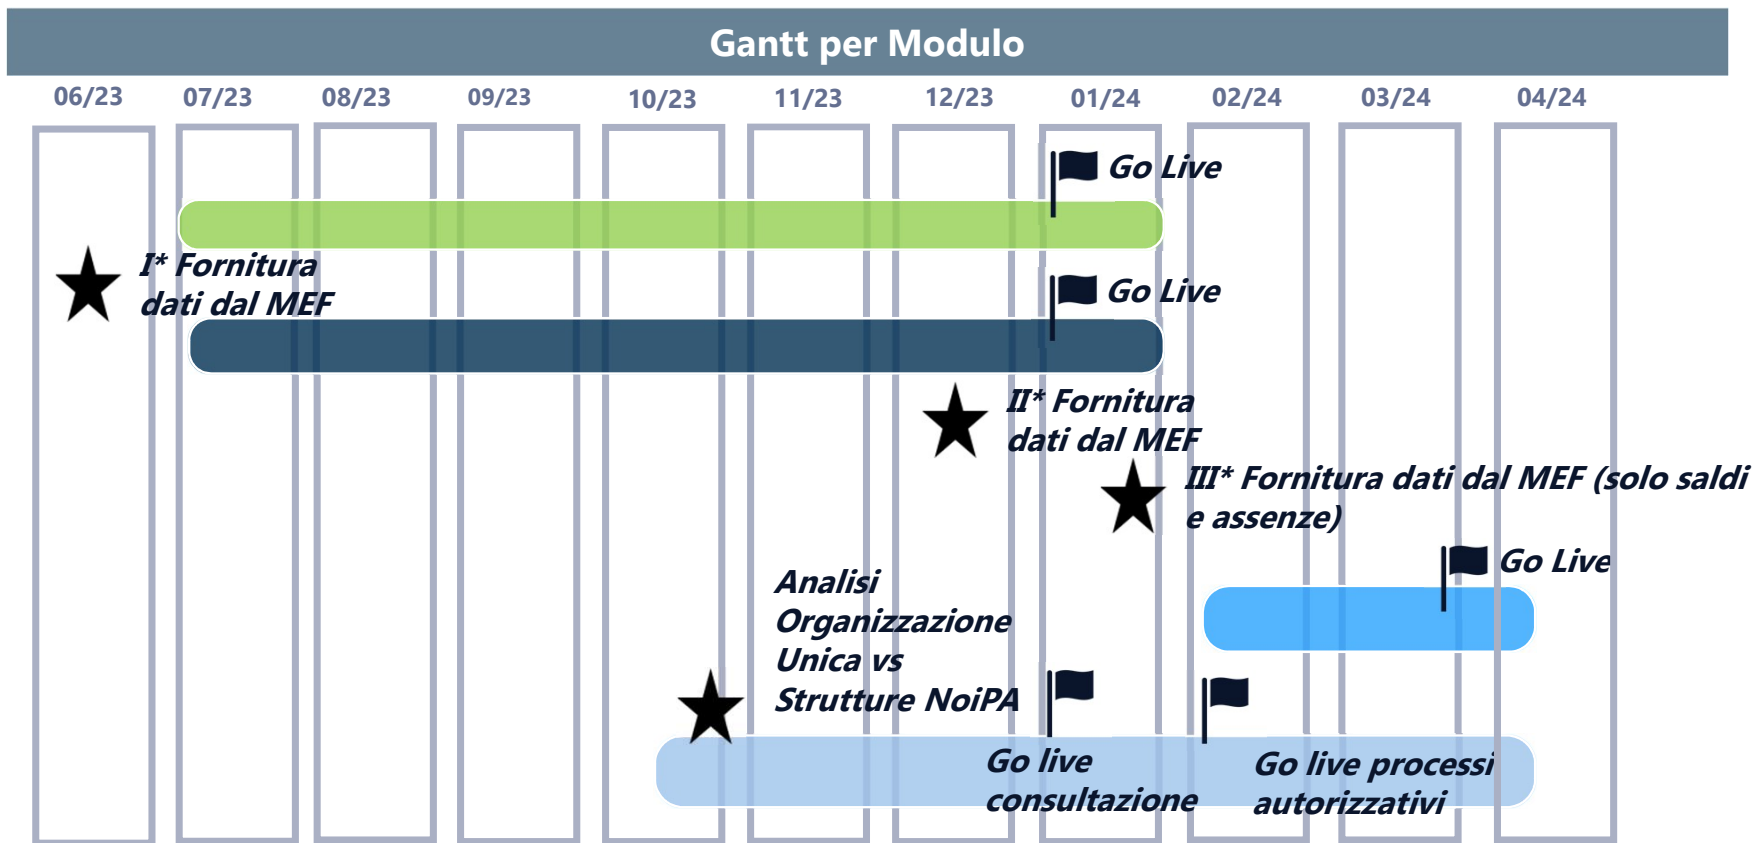 Gantt per Modulo
06/23 07/23 08/23 09/23 10/23 11/23 12/23 01/24 02/24 03/24 04/24
Go Live
I* Fornitura
dati dal MEF
Go Live
II* Fornitura
dati dal MEF
III* Fornitura dati dal MEF (solo saldi
e assenze)
Go Live
Analisi
Organizzazione
Unica vs
Strutture NoiPA
Go live
consultazione
Go live processi
autorizzativi